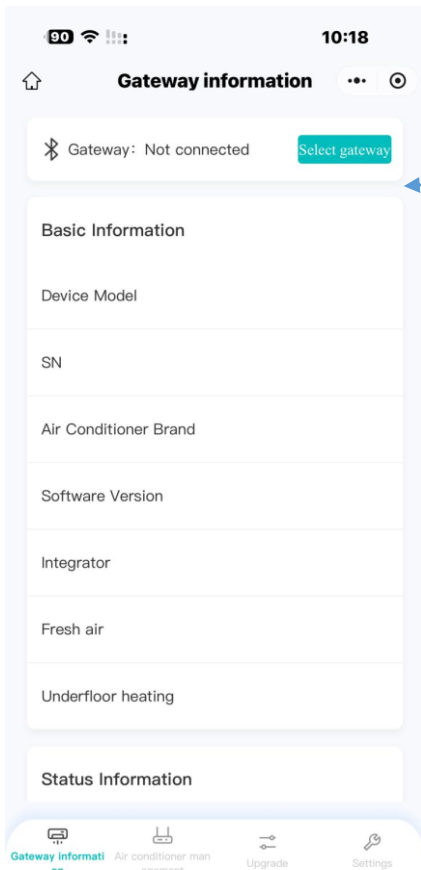 90 10:18
Gateway information
Gateway: Not connected Select gateway
Basic Information
Device Model
SN
Air Conditioner Brand
Software Version
Integrator
Fresh air
Underfloor heating
Status Information
Gateway informati Air conditioner man Upgrade Settings